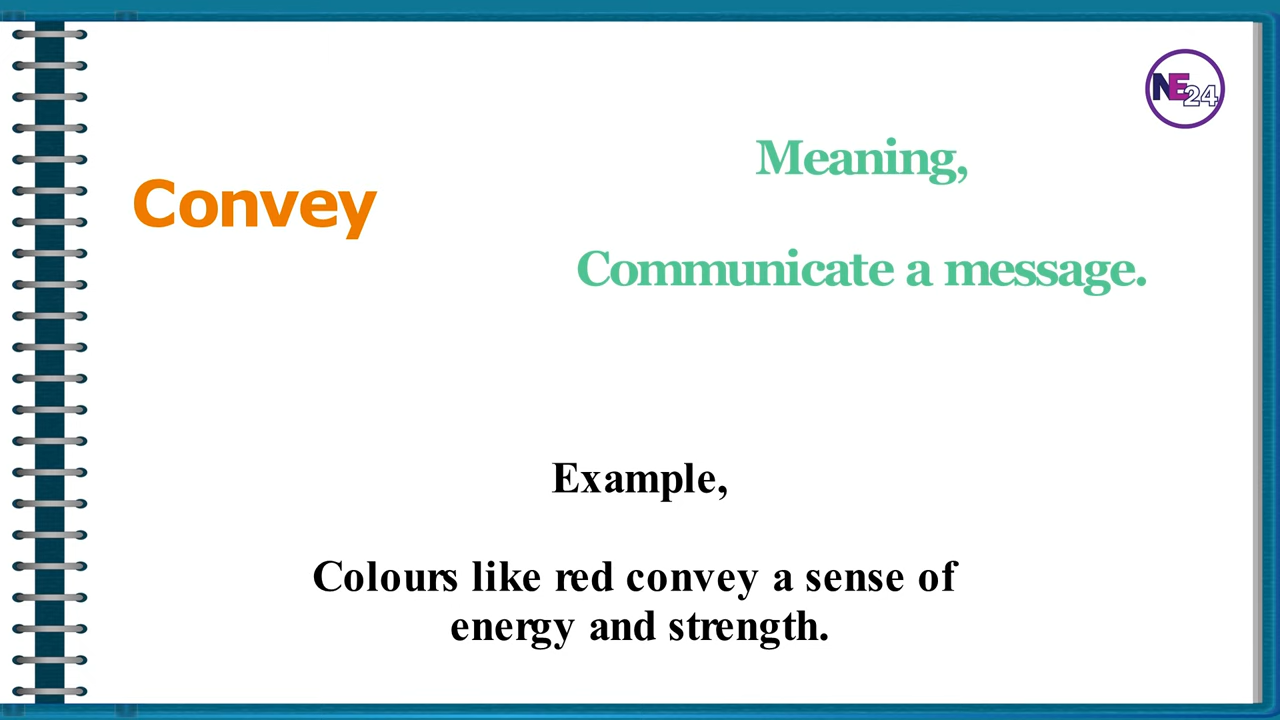 NE24
Meaning,
Convey
Communicate a message.
Example,
Colours like red convey a sense of
energy and strength.